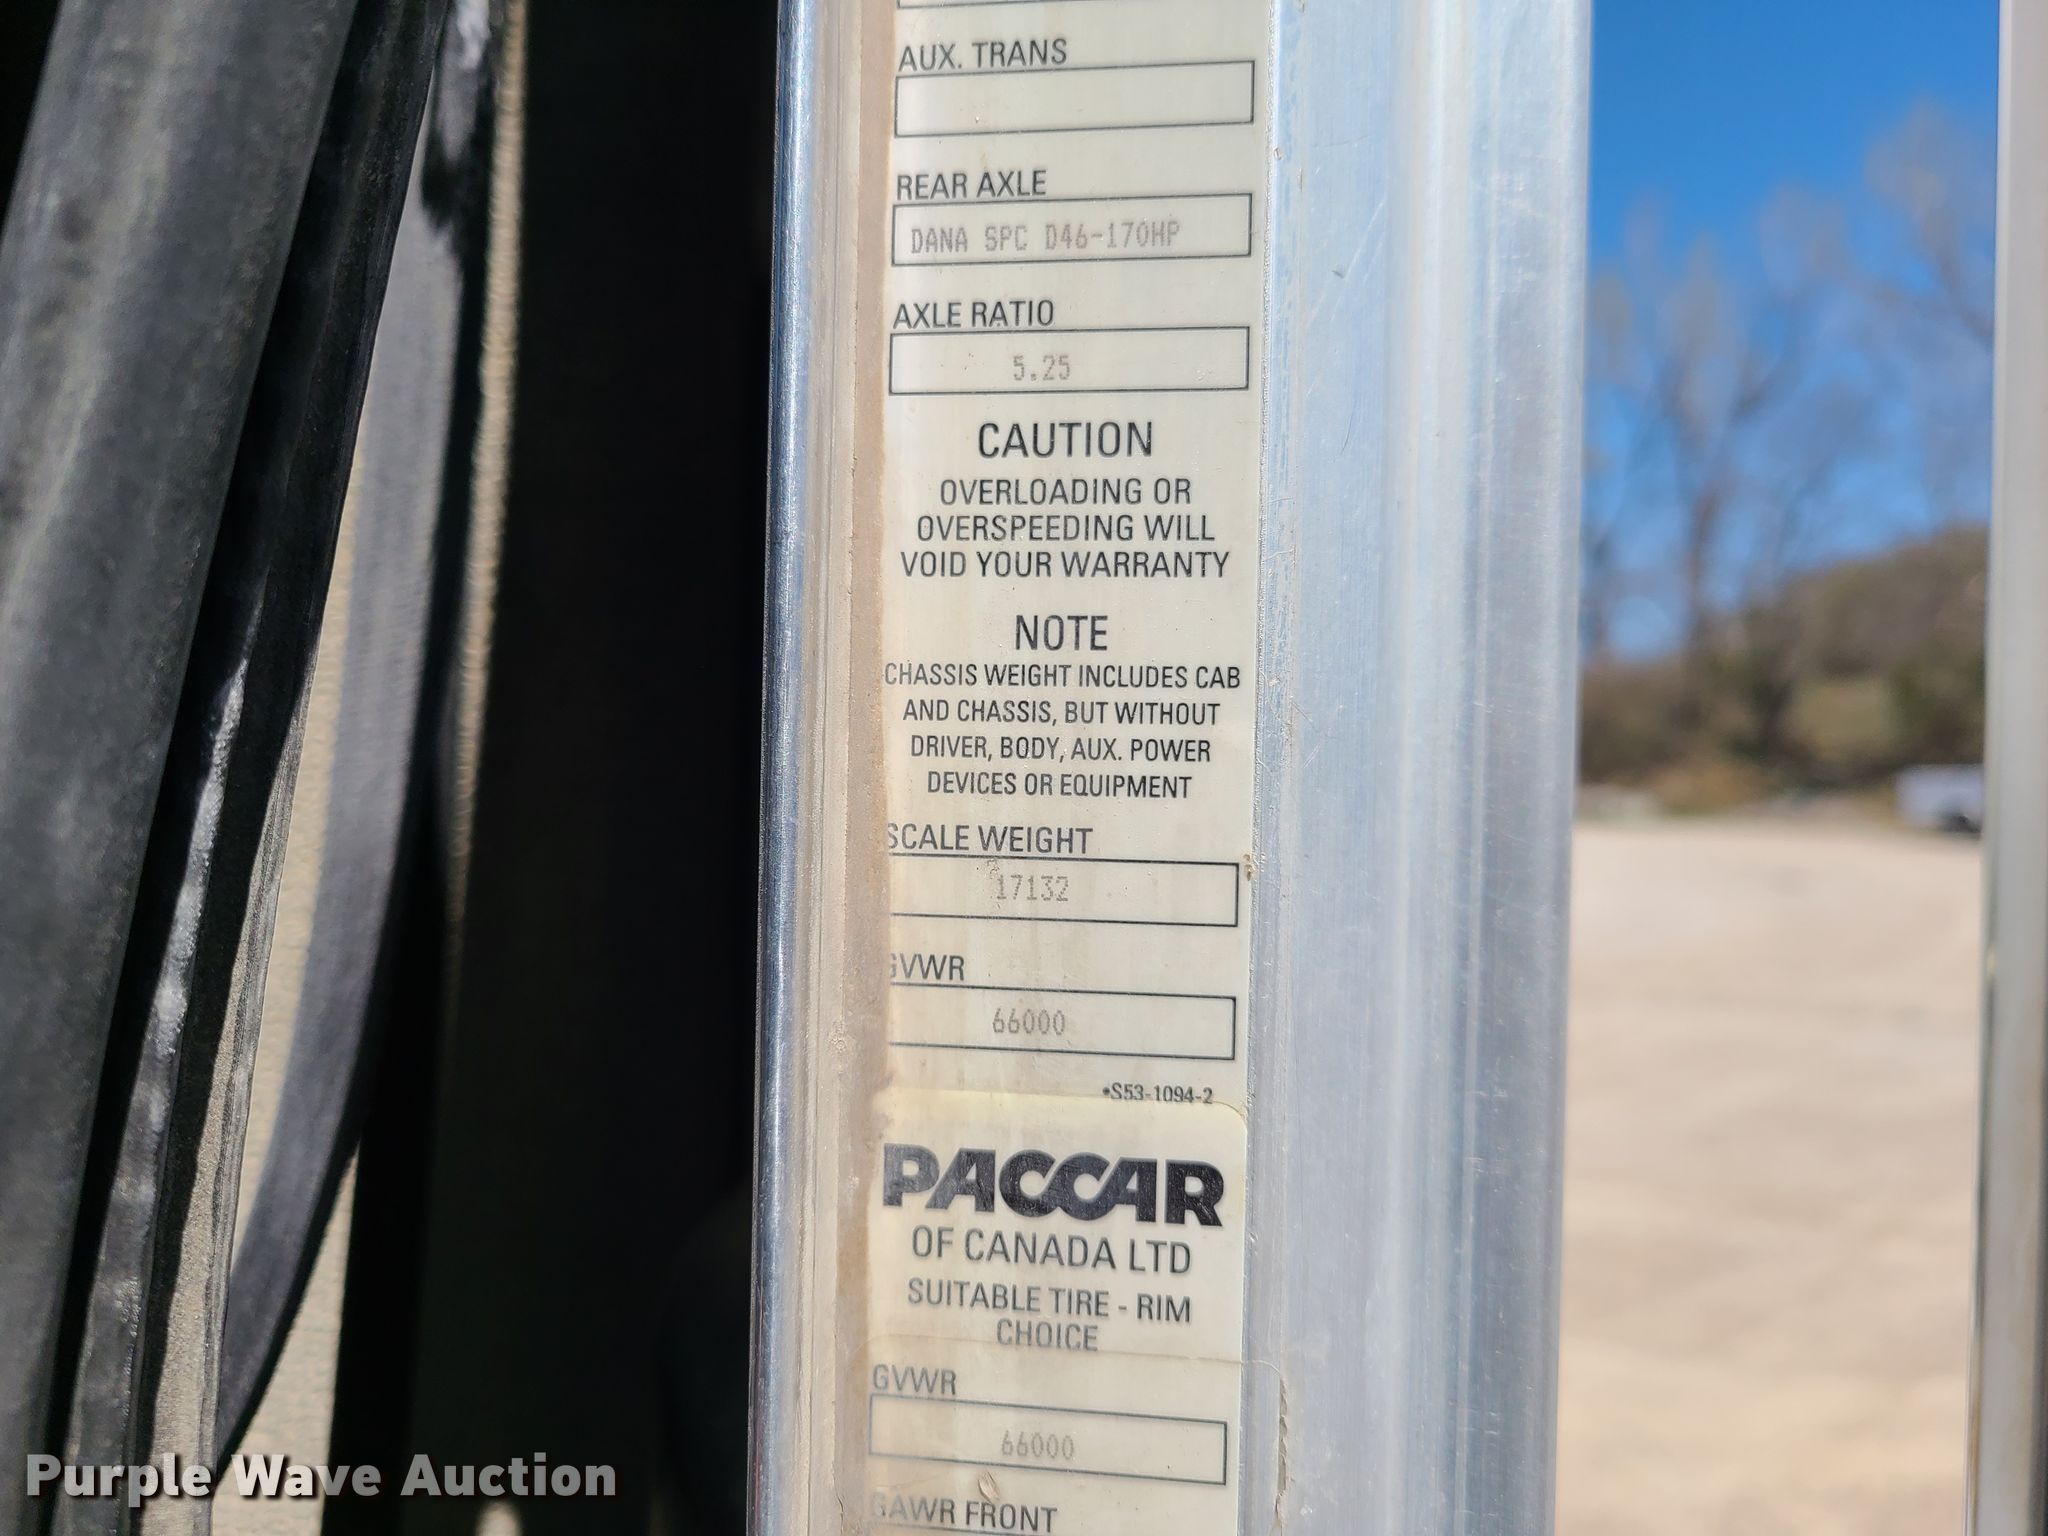 AUX. TRANS
REAR AXLE
DANA SPC D46-170HP
AXLE RATIO
5.25
CAUTION
OVERLOADING OR
OVERSPEEDING WILL
VOID YOUR WARRANTY
NOTE
CHASSIS WEIGHT INCLUDES CAB
AND CHASSIS, BUT WITHOUT
DRIVER, BODY, AUX. POWER
DEVICES OR EQUIPMENT
SCALE WEIGHT
17132
GVWR
66000
•S53-1094-2
PACCAR
OF CANADA LTD
SUITABLE TIRE - RIM
CHOICE
GVWR
66000
GAWR FRONT
Purple Wave Auction